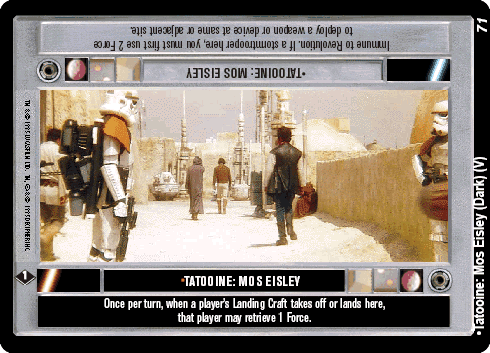 Immune to Revolution. If a stormtrooper here, you must first use 2 Force
to deploy a weapon or device at same or adjacent site.
•TATOOINE: MOS EISLEY
•TATOOINE: MOS EISLEY
Once per turn, when a player's Landing Craft takes off or lands here,
that player may retrieve 1 Force.
1
71
•Tatooine: Mos Eisley (Dark) (V)